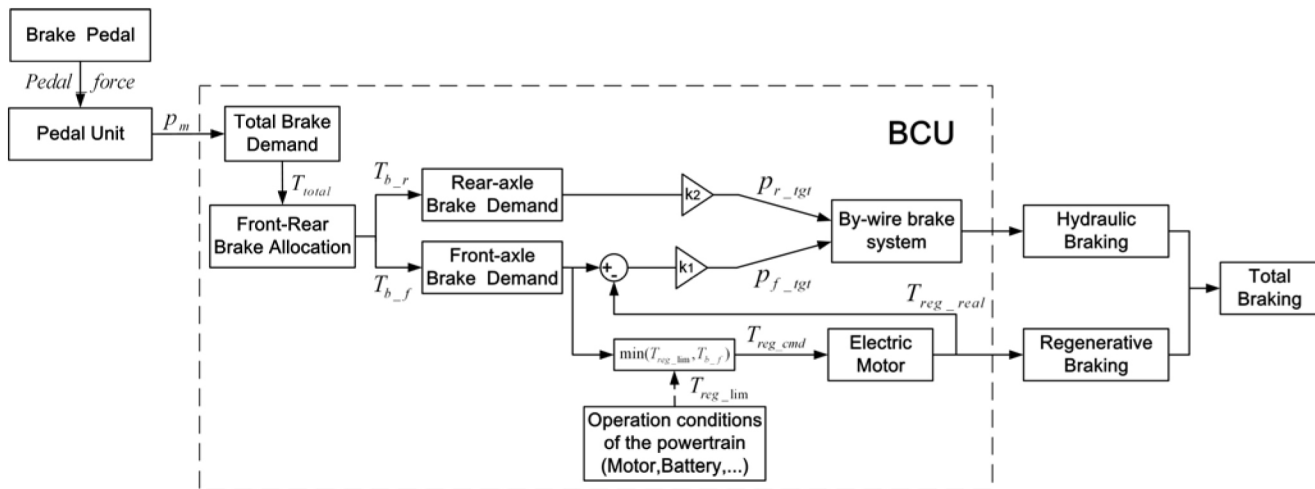 Brake Pedal
Pedal force
Pedal Unit
p_m
Total Brake
Demand
BCU
T_total
Front-Rear
Brake Allocation
T_b_r
Rear-axle
Brake Demand
k2
p_r_tgt
T_b_f
Front-axle
Brake Demand
+
-
k1
p_f_tgt
By-wire brake
system
Hydraulic
Braking
Total
Braking
T_reg_real
min(T_reg_lim,T_b_f)
T_reg_cmd
Electric
Motor
Regenerative
Braking
T_reg_lim
Operation conditions
of the powertrain
(Motor,Battery,...)